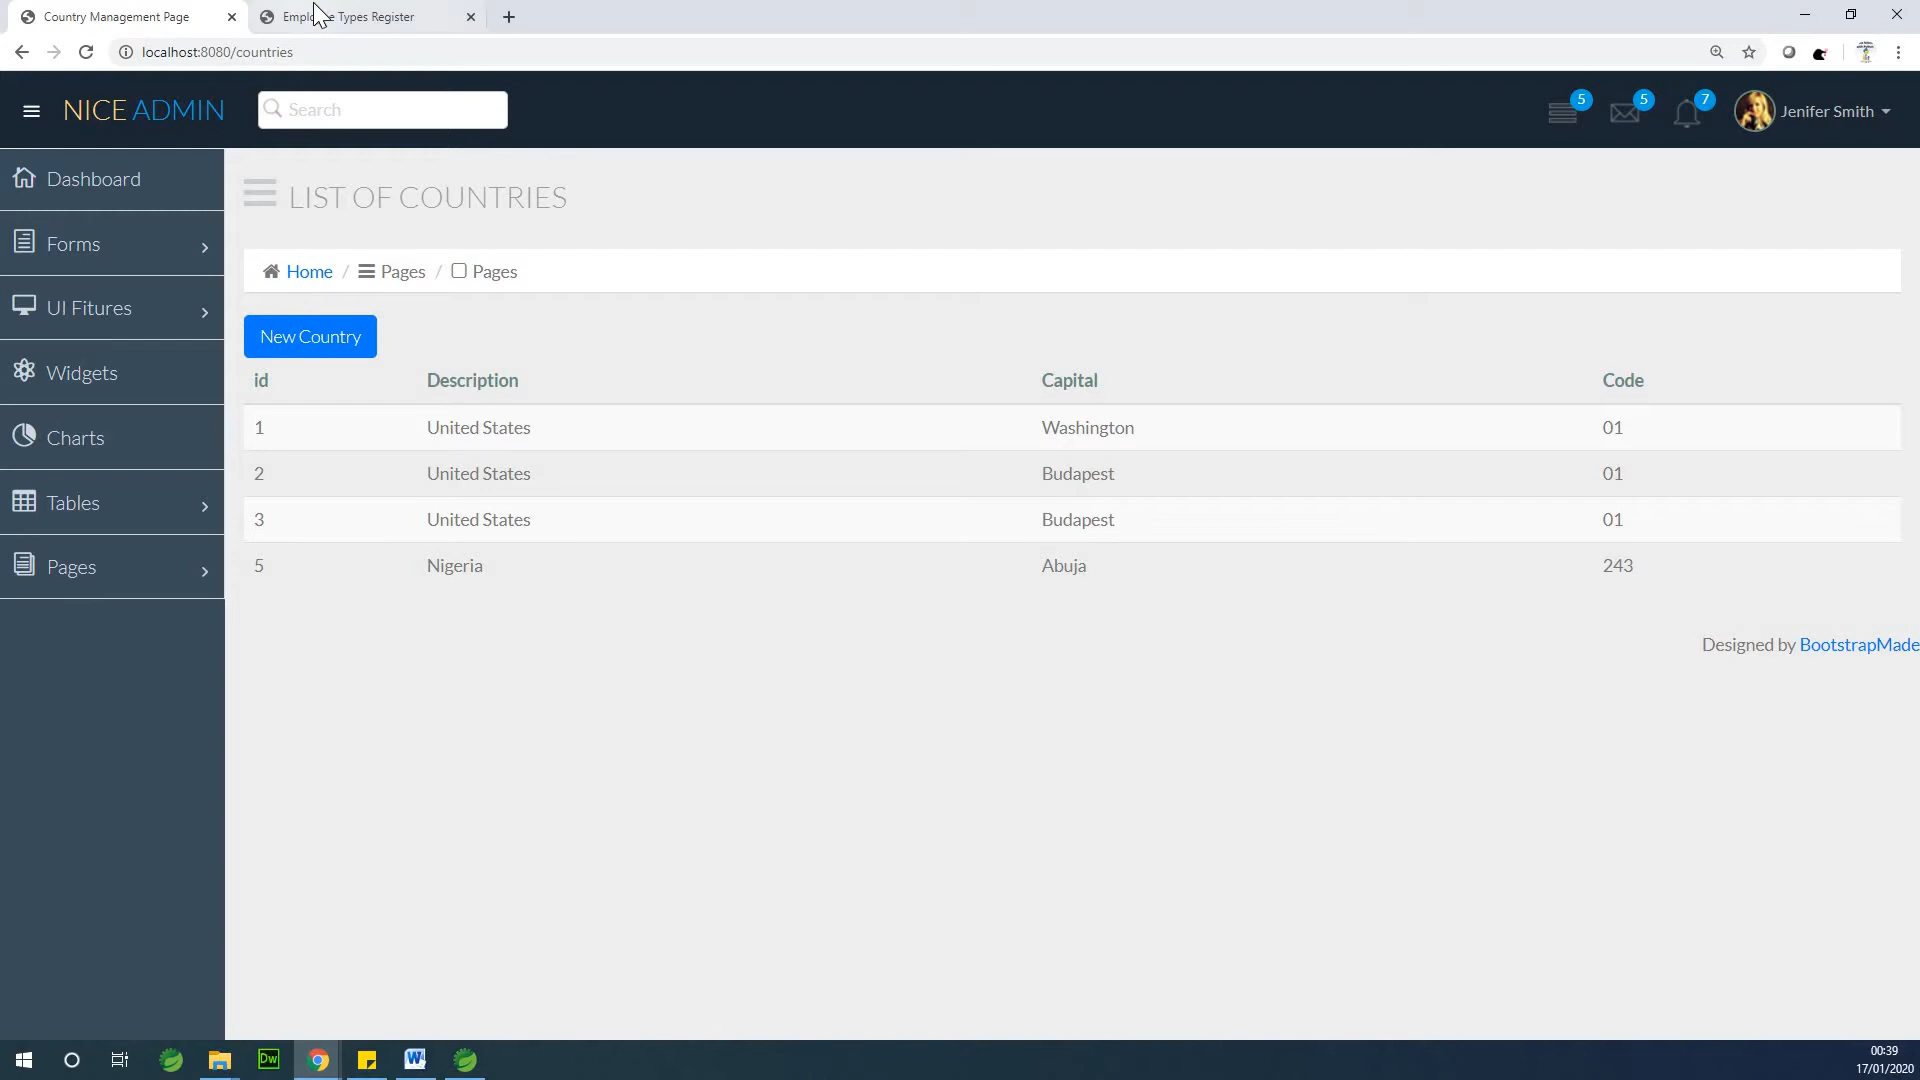 Country Management Page
Types Register
localhost:8080/countries
NICE ADMIN
Search
5
5
7
Jenifer Smith
Dashboard
Forms
UI Fitures
Widgets
Charts
Tables
Pages
LIST OF COUNTRIES
Home / Pages / Pages
New Country
id Description Capital Code
1 United States Washington 01
2 United States Budapest 01
3 United States Budapest 01
5 Nigeria Abuja 243
Designed by BootstrapMade
Dw
W
00:39
17/01/2020